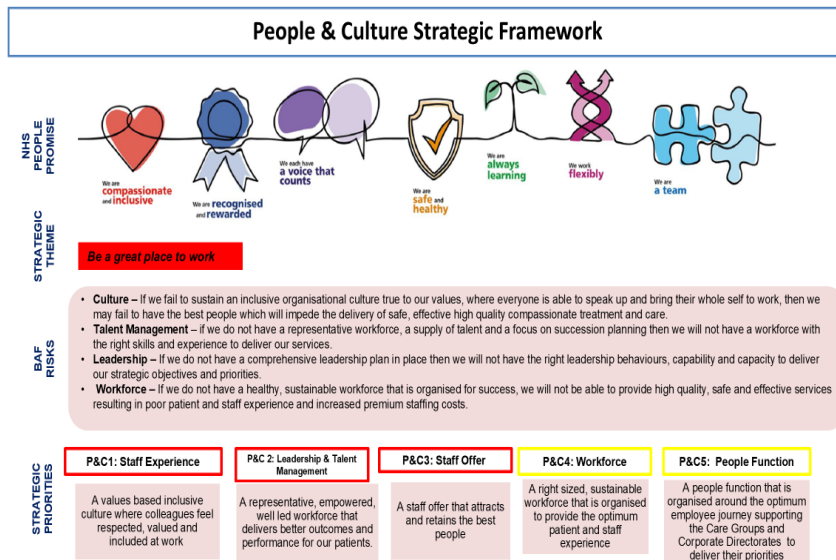 People & Culture Strategic Framework
NHS
PEOPLE
PROMISE
We are
compassionate
and inclusive
We are recognised
and rewarded
We each have
a voice that
counts
We are
safe and
healthy
We are
always
learning
We work
flexibly
We are
a team
STRATEGIC
THEME
Be a great place to work
BAF
RISKS
• Culture – If we fail to sustain an inclusive organisational culture true to our values, where everyone is able to speak up and bring their whole self to work, then we
may fail to have the best people which will impede the delivery of safe, effective high quality compassionate treatment and care.
• Talent Management – if we do not have a representative workforce, a supply of talent and a focus on succession planning then we will not have a workforce with
the right skills and experience to deliver our services.
• Leadership – If we do not have a comprehensive leadership plan in place then we will not have the right leadership behaviours, capability and capacity to deliver
our strategic objectives and priorities.
• Workforce – If we do not have a healthy, sustainable workforce that is organised for success, we will not be able to provide high quality, safe and effective services
resulting in poor patient and staff experience and increased premium staffing costs.
STRATEGIC
PRIORITIES
P&C1: Staff Experience
A values based inclusive
culture where colleagues feel
respected, valued and
included at work
P&C 2: Leadership & Talent
Management
A representative, empowered,
well led workforce that
delivers better outcomes and
performance for our patients.
P&C3: Staff Offer
A staff offer that attracts
and retains the best
people
P&C4: Workforce
A right sized, sustainable
workforce that is organised
to provide the optimum
patient and staff
experience
P&C5: People Function
A people function that is
organised around the optimum
employee journey supporting
the Care Groups and
Corporate Directorates to
deliver their priorities